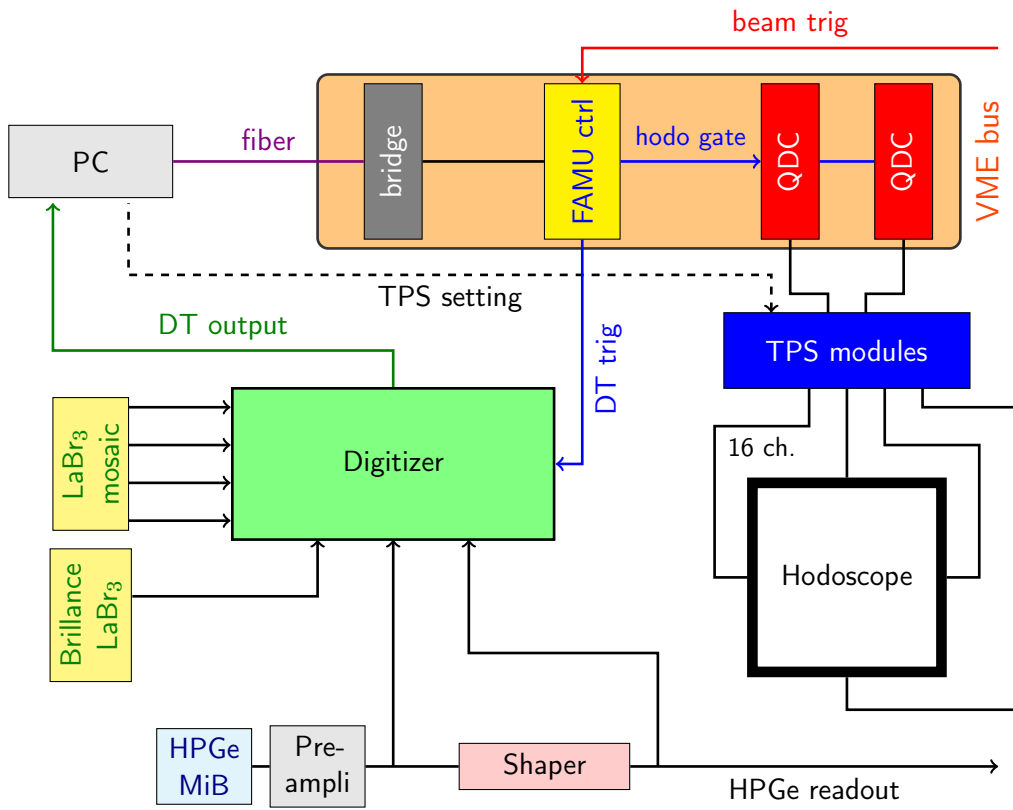 beam trig
PC
fiber
bridge
FAMU ctrl
hodo gate
QDC
QDC
VME bus
TPS setting
DT output
DT trig
TPS modules
LaBr₃
mosaic
Digitizer
16 ch.
Hodoscope
Brillance
LaBr₃
HPGe
MiB
Pre-
ampli
Shaper
HPGe readout